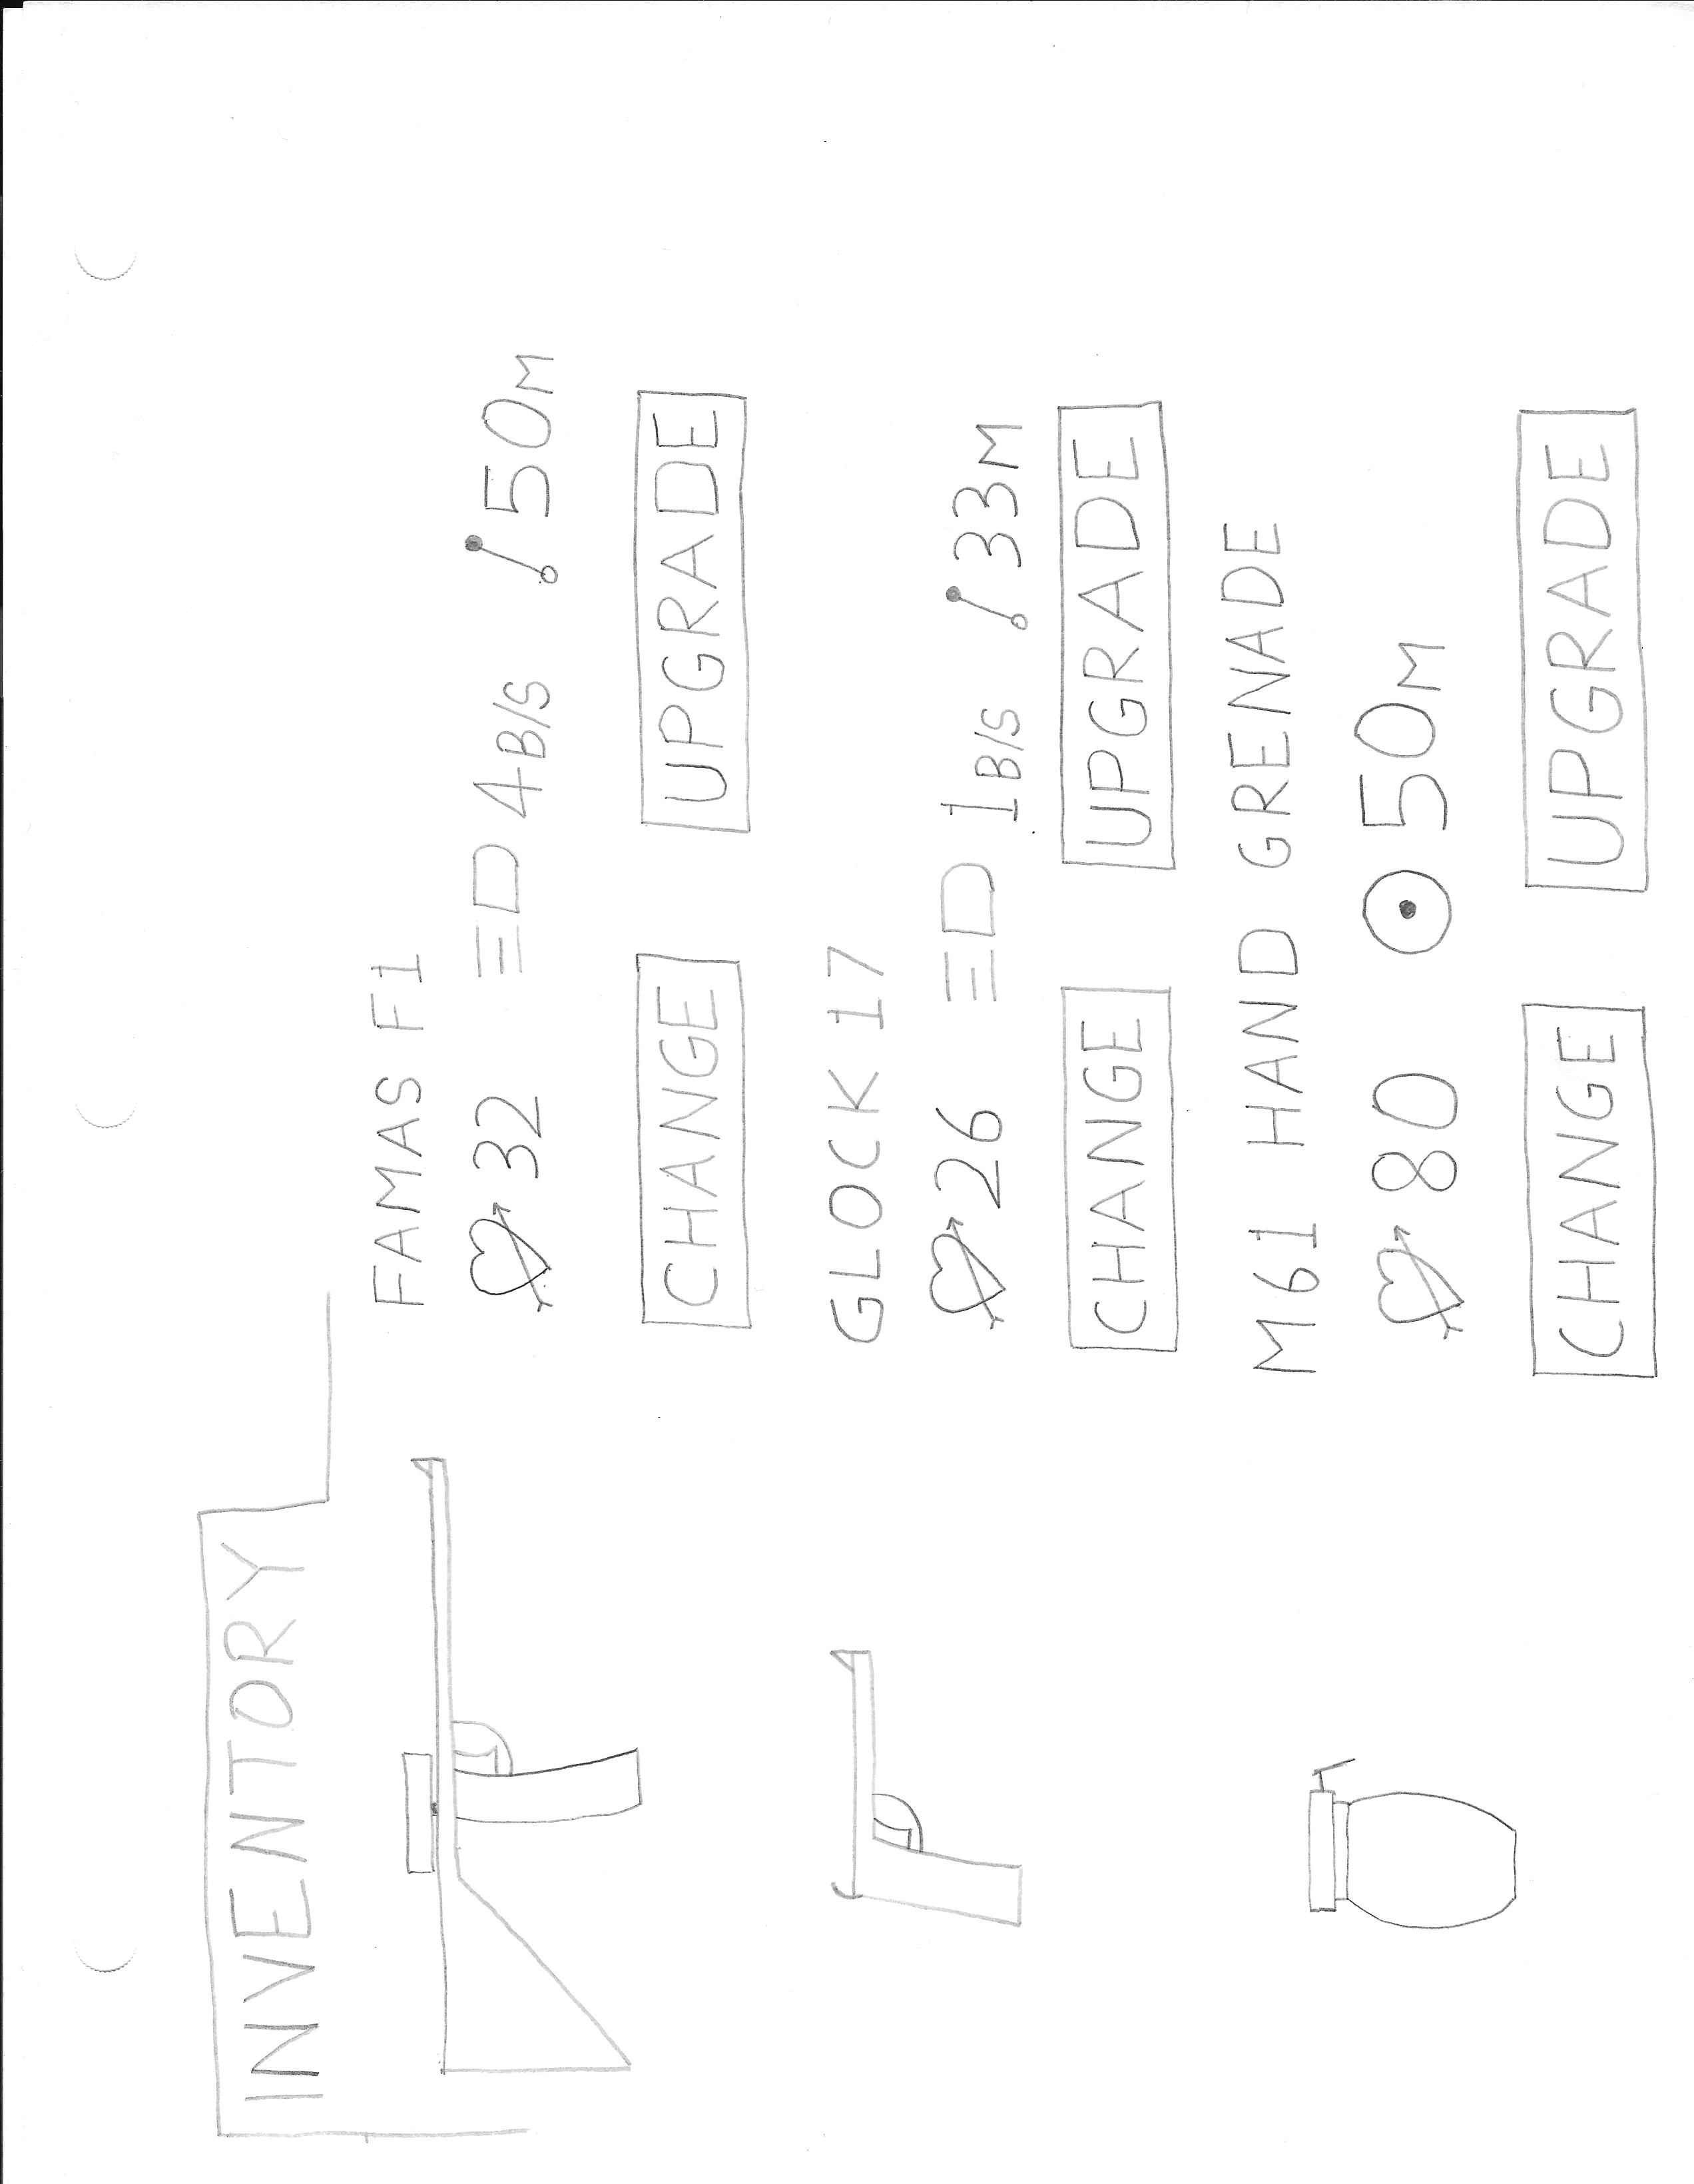 INVENTORY
FAMAS F1
32 4B/S 50M
CHANGE UPGRADE
GLOCK 17
26 1B/S 33M
CHANGE UPGRADE
M61 HAND GRENADE
80 50M
CHANGE UPGRADE